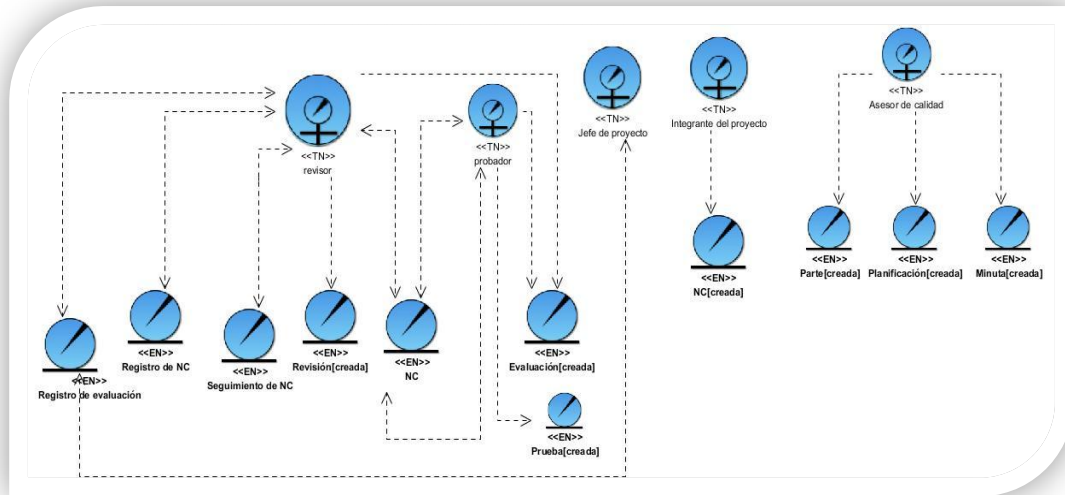 <<TN>>
revisor
<<TN>>
probador
<<TN>>
Jefe de proyecto
<<TN>>
Integrante del proyecto
<<TN>>
Asesor de calidad
<<EN>>
Registro de evaluación
<<EN>>
Registro de NC
<<EN>>
Seguimiento de NC
<<EN>>
Revisión[creada]
<<EN>>
NC
<<EN>>
Evaluación[creada]
<<EN>>
Prueba[creada]
<<EN>>
NC[creada]
<<EN>>
Parte[creada]
<<EN>>
Planificación[creada]
<<EN>>
Minuta[creada]